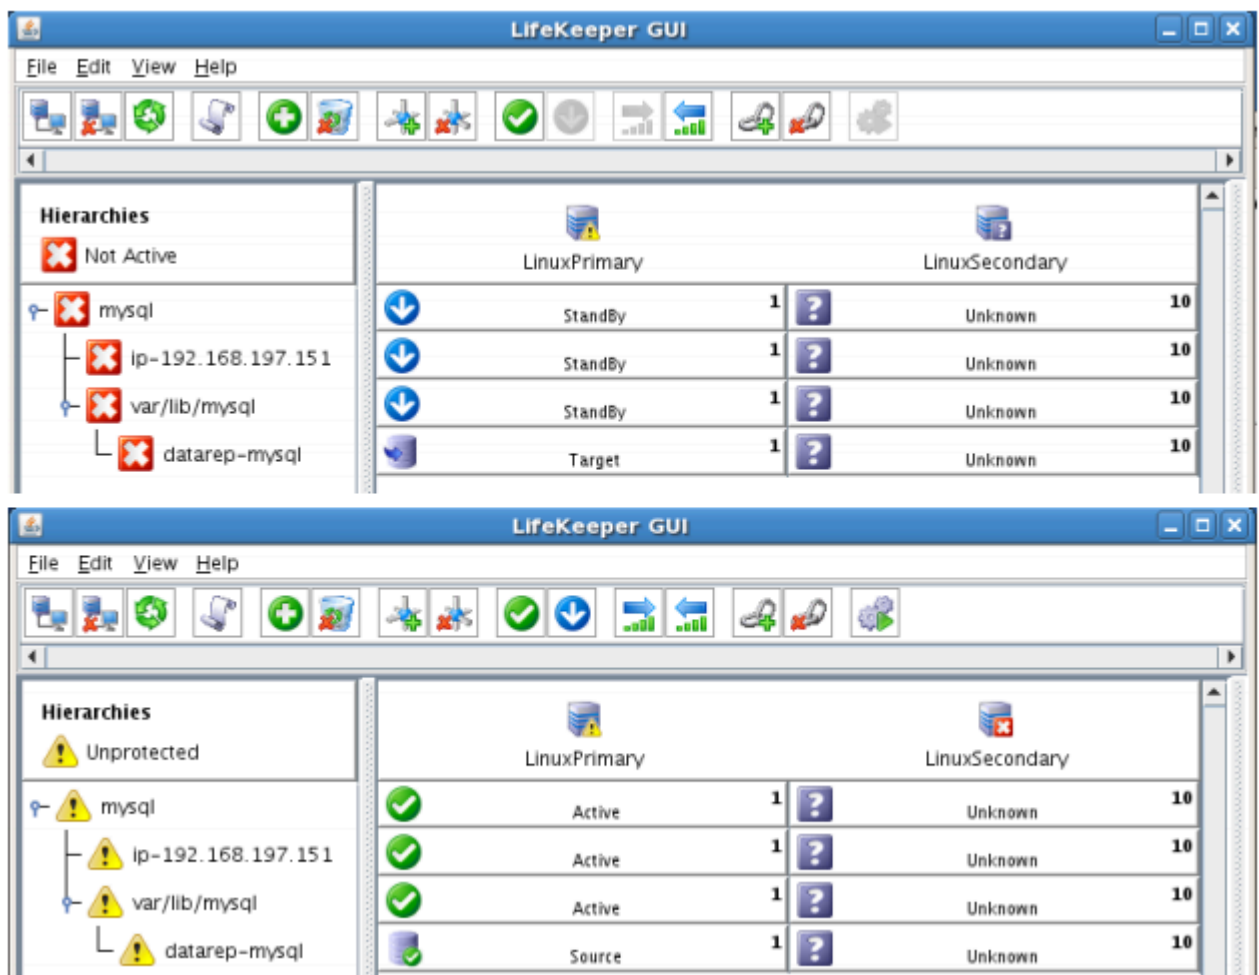 LifeKeeper GUI
File Edit View Help
Hierarchies
Not Active
LinuxPrimary LinuxSecondary
mysql StandBy 1 ? Unknown 10
ip-192.168.197.151 StandBy 1 ? Unknown 10
var/lib/mysql StandBy 1 ? Unknown 10
datarep-mysql Target 1 ? Unknown 10
LifeKeeper GUI
File Edit View Help
Hierarchies
Unprotected
LinuxPrimary LinuxSecondary
mysql Active 1 ? Unknown 10
ip-192.168.197.151 Active 1 ? Unknown 10
var/lib/mysql Active 1 ? Unknown 10
datarep-mysql Source 1 ? Unknown 10